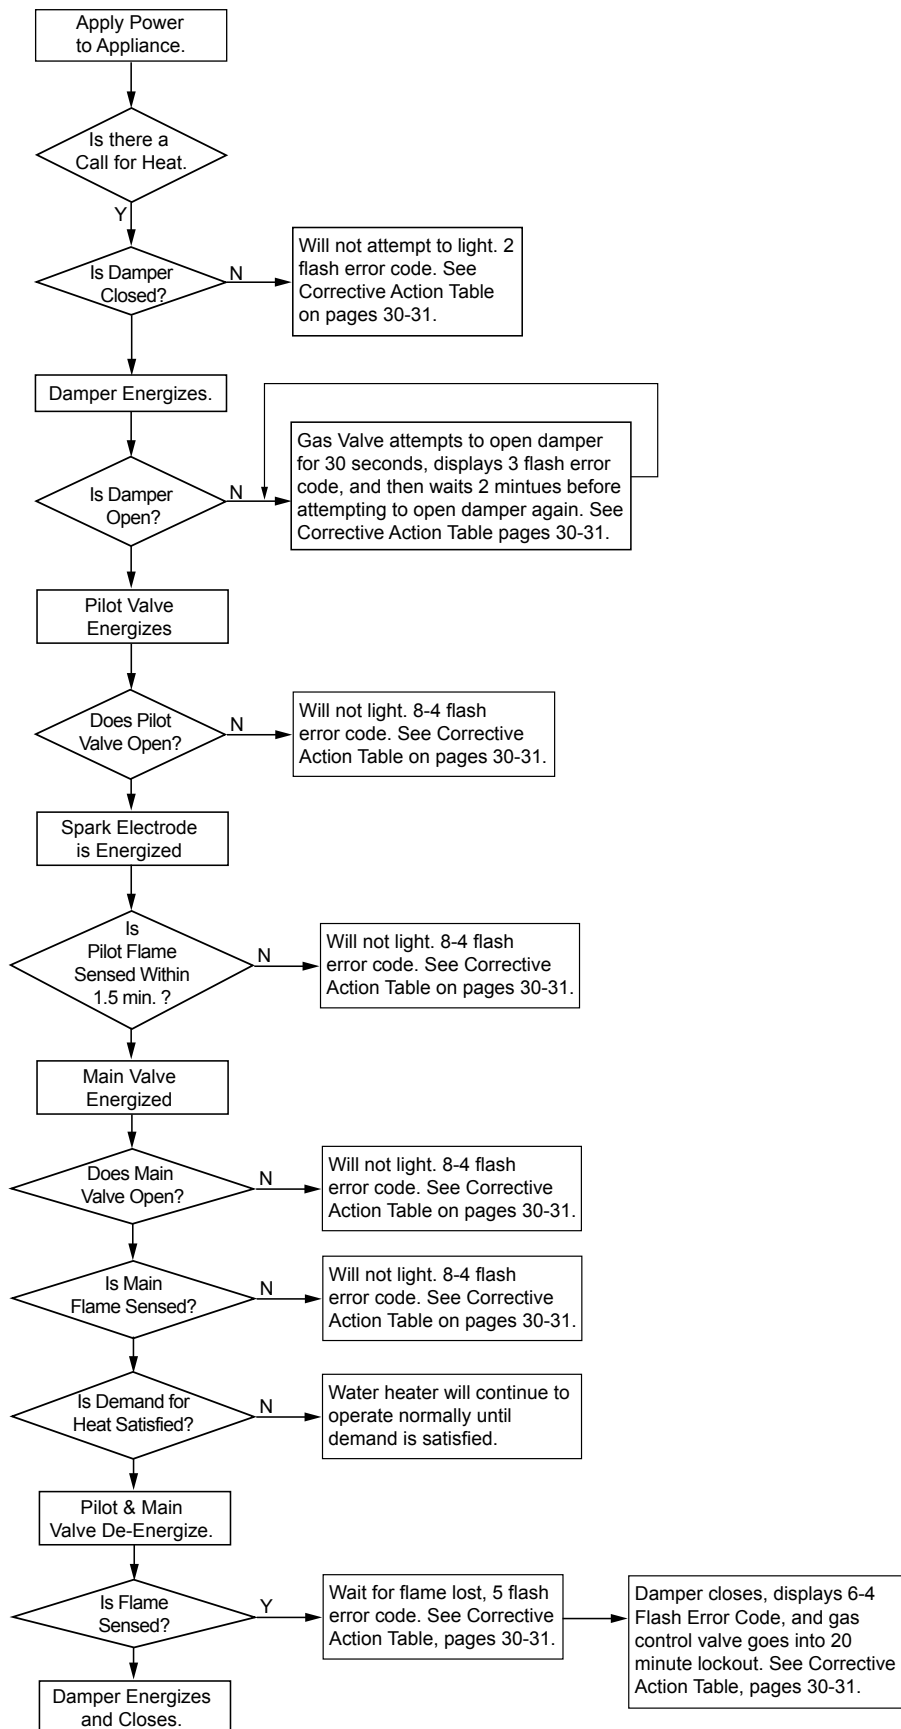 Apply Power
to Appliance.
Is there a
Call for Heat.
Y
Is Damper
Closed?
N
Will not attempt to light. 2
flash error code. See
Corrective Action Table
on pages 30-31.
Damper Energizes.
Is Damper
Open?
N
Gas Valve attempts to open damper
for 30 seconds, displays 3 flash error
code, and then waits 2 mintues before
attempting to open damper again. See
Corrective Action Table pages 30-31.
Pilot Valve
Energizes
Does Pilot
Valve Open?
N
Will not light. 8-4 flash
error code. See Corrective
Action Table on pages 30-31.
Spark Electrode
is Energized
Is
Pilot Flame
Sensed Within
1.5 min. ?
N
Will not light. 8-4 flash
error code. See Corrective
Action Table on pages 30-31.
Main Valve
Energized
Does Main
Valve Open?
N
Will not light. 8-4 flash
error code. See Corrective
Action Table on pages 30-31.
Is Main
Flame Sensed?
N
Will not light. 8-4 flash
error code. See Corrective
Action Table on pages 30-31.
Is Demand for
Heat Satisfied?
N
Water heater will continue to
operate normally until
demand is satisfied.
Pilot & Main
Valve De-Energize.
Is Flame
Sensed?
Y
Wait for flame lost, 5 flash
error code. See Corrective
Action Table, pages 30-31.
Damper closes, displays 6-4
Flash Error Code, and gas
control valve goes into 20
minute lockout. See Corrective
Action Table, pages 30-31.
Damper Energizes
and Closes.